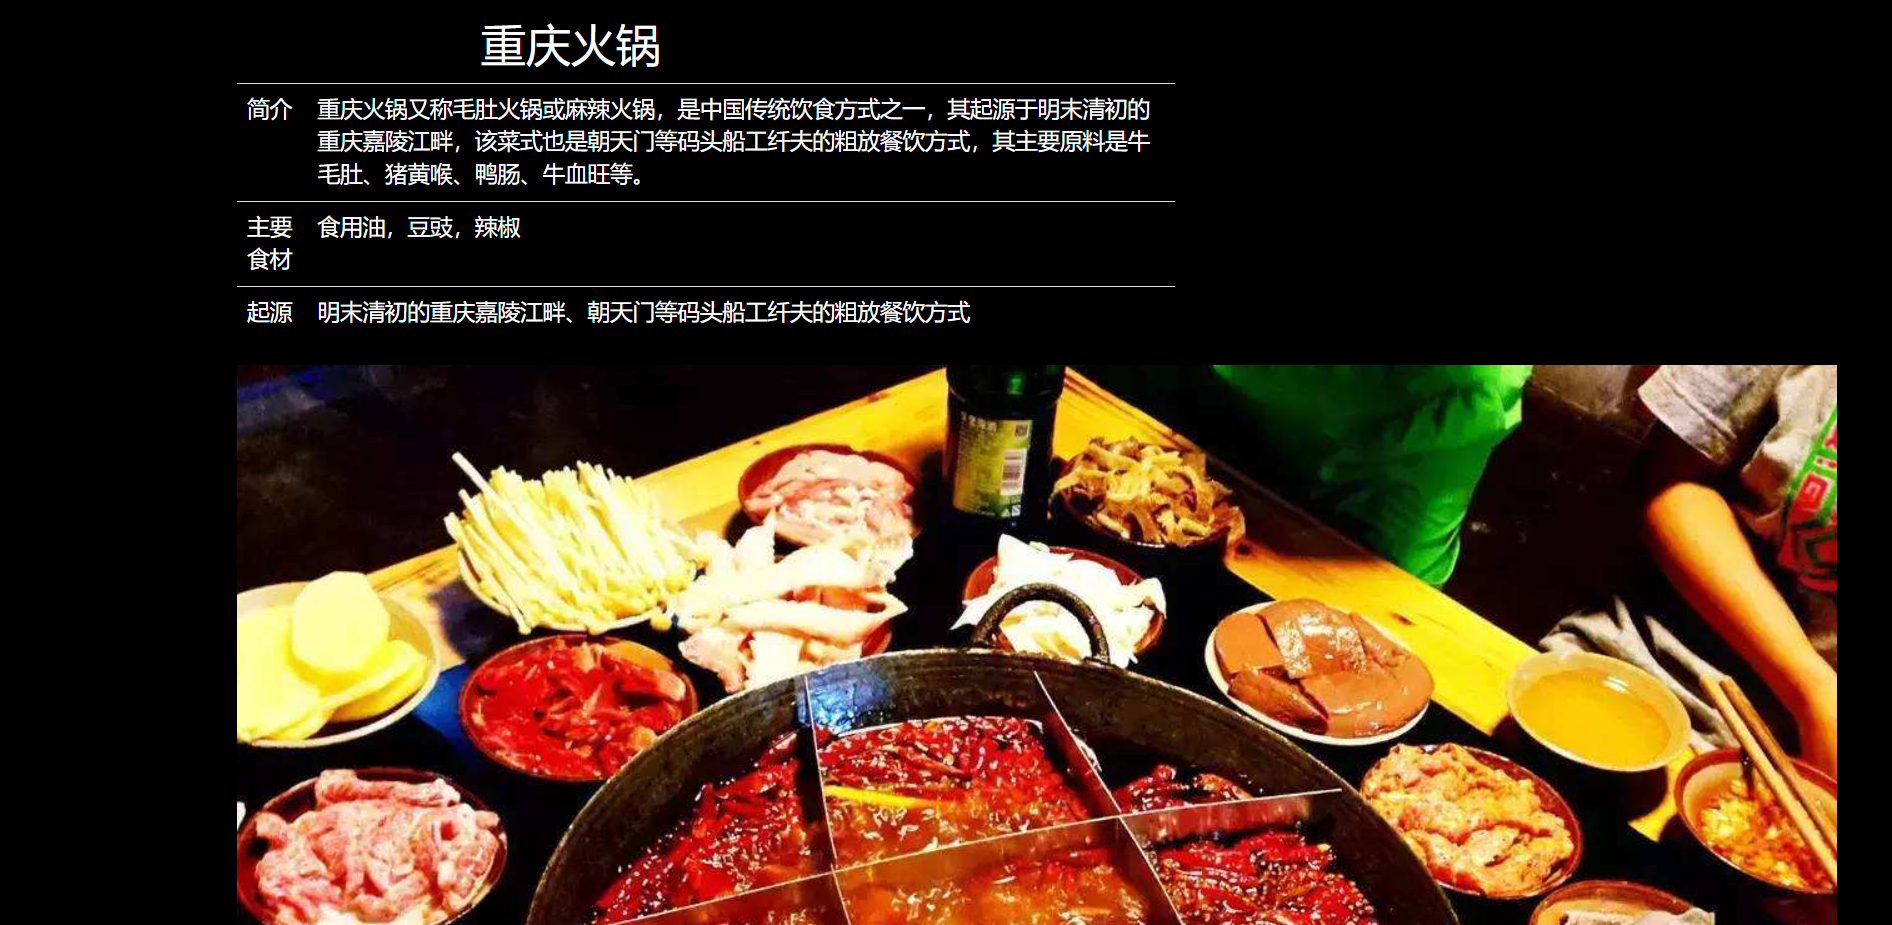 重庆火锅
简介 重庆火锅又称毛肚火锅或麻辣火锅，是中国传统饮食方式之一，其起源于明末清初的
重庆嘉陵江畔，该菜式也是朝天门等码头船工纤夫的粗放餐饮方式，其主要原料是牛
毛肚、猪黄喉、鸭肠、牛血旺等。
主要 食用油，豆豉，辣椒
食材
起源 明末清初的重庆嘉陵江畔、朝天门等码头船工纤夫的粗放餐饮方式